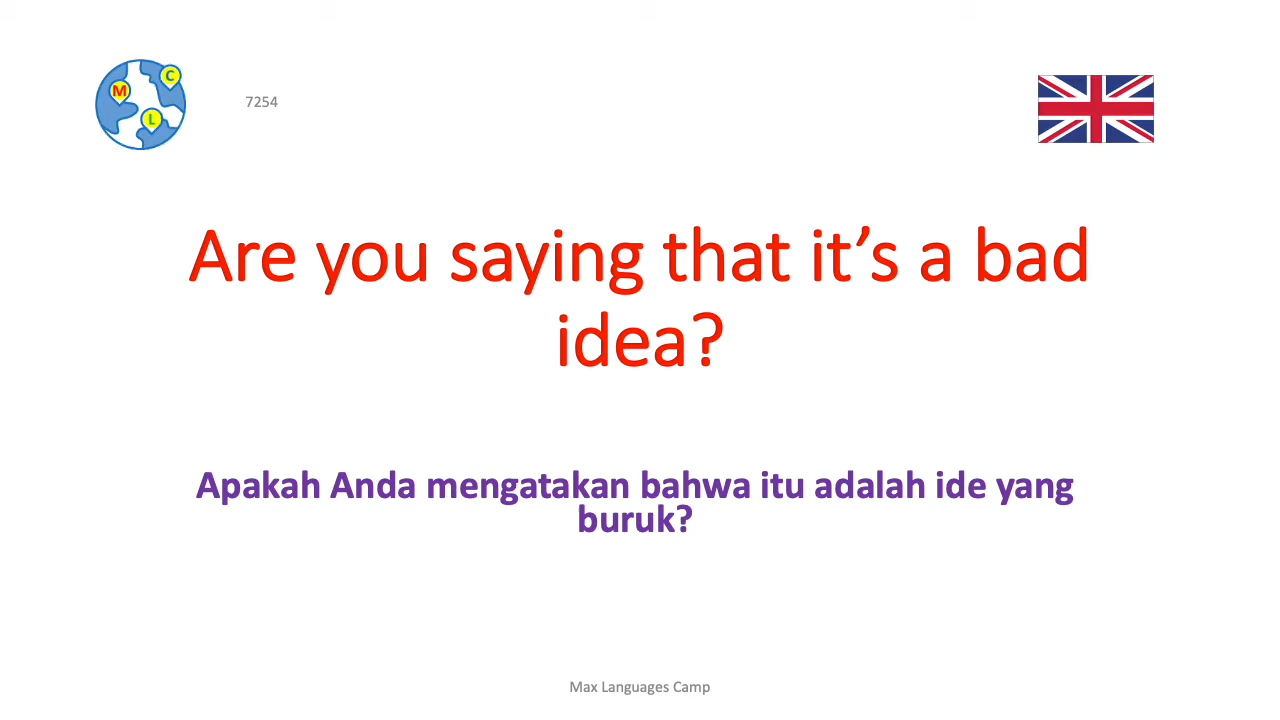 M
C
L
7254
Are you saying that it’s a bad
idea?
Apakah Anda mengatakan bahwa itu adalah ide yang
buruk?
Max Languages Camp